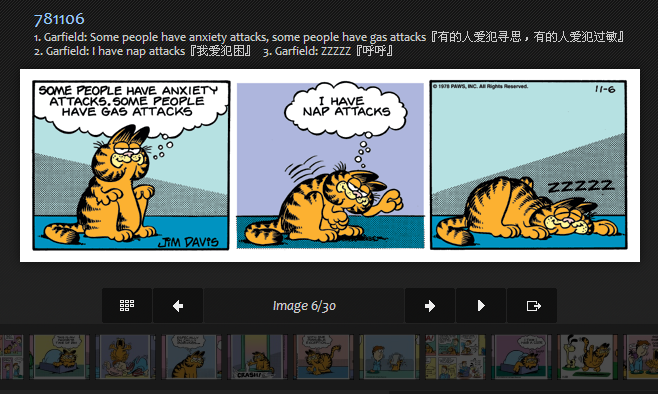 781106
1. Garfield: Some people have anxiety attacks, some people have gas attacks『有的人爱犯寻思，有的人爱犯过敏』
2. Garfield: I have nap attacks『我爱犯困』 3. Garfield: ZZZZZ『呼呼』
SOME PEOPLE HAVE ANXIETY
ATTACKS. SOME PEOPLE
HAVE GAS ATTACKS
JIM DAVIS
I HAVE
NAP ATTACKS
© 1978 PAWS, INC. All Rights Reserved.
11-6
ZZZZZ
Image 6/30
CRASH!